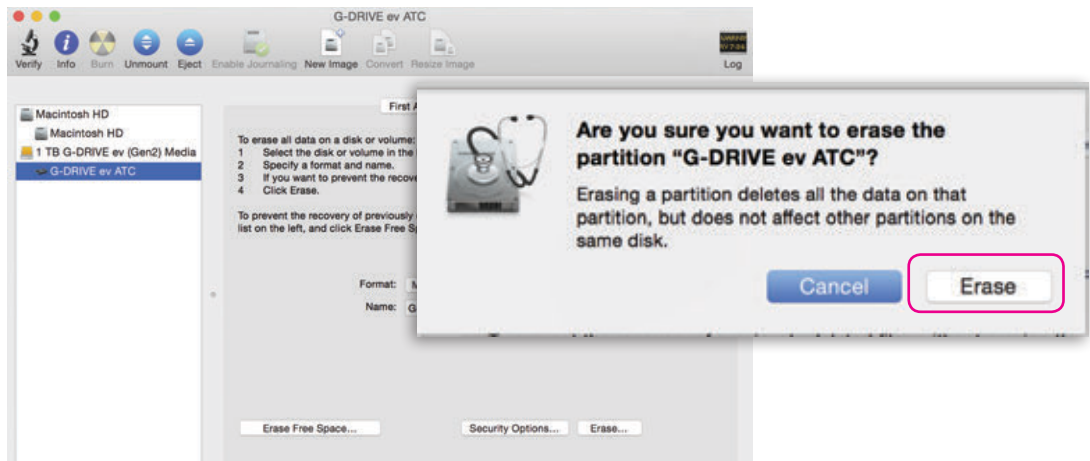 G-DRIVE ev ATC
Verify Info Burn Unmount Eject Enable Journaling New Image Convert Resize Image Log
Macintosh HD
Macintosh HD
1 TB G-DRIVE ev (Gen2) Media
G-DRIVE ev ATC
First
To erase all data on a disk or volume:
1 Select the disk or volume in the
2 Specify a format and name.
3 If you want to prevent the
4 Click Erase.
To prevent the recovery of previously
list on the left, and click Erase Free
Format:
Name:
Erase Free Space... Security Options... Erase...
Are you sure you want to erase the
partition “G-DRIVE ev ATC”?
Erasing a partition deletes all the data on that
partition, but does not affect other partitions on the
same disk.
Cancel Erase